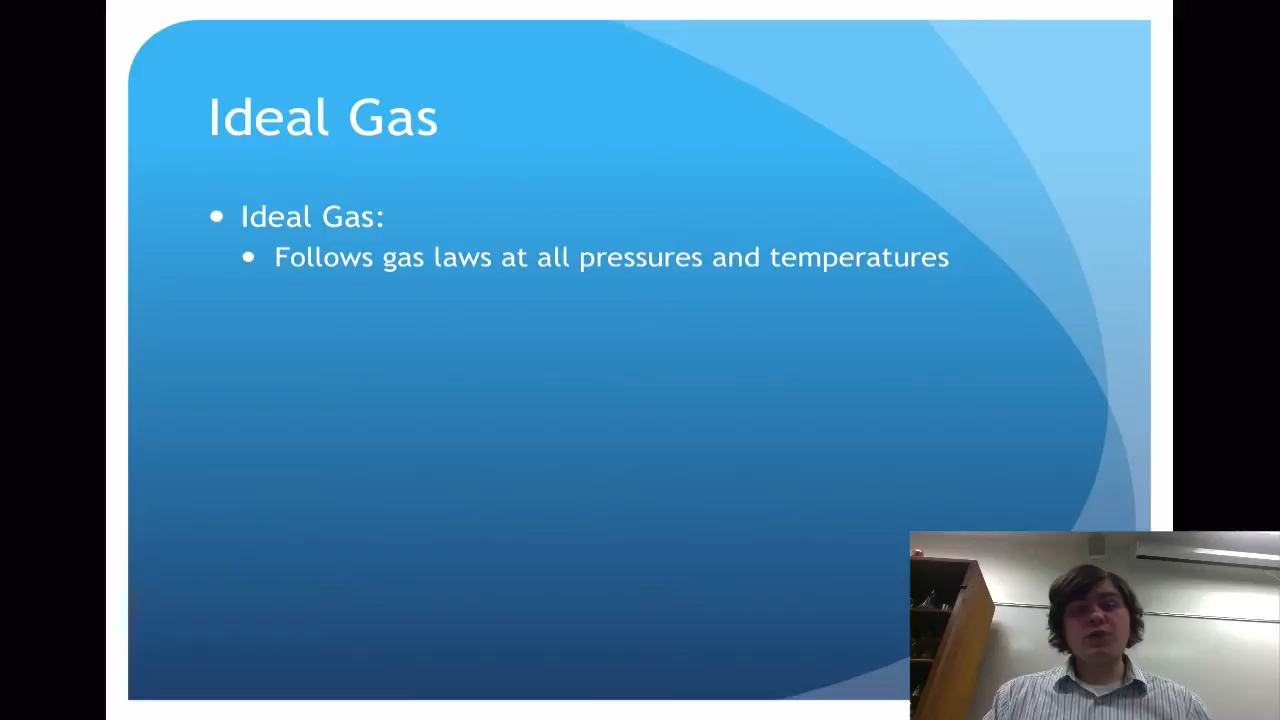 Ideal Gas
Ideal Gas:
Follows gas laws at all pressures and temperatures